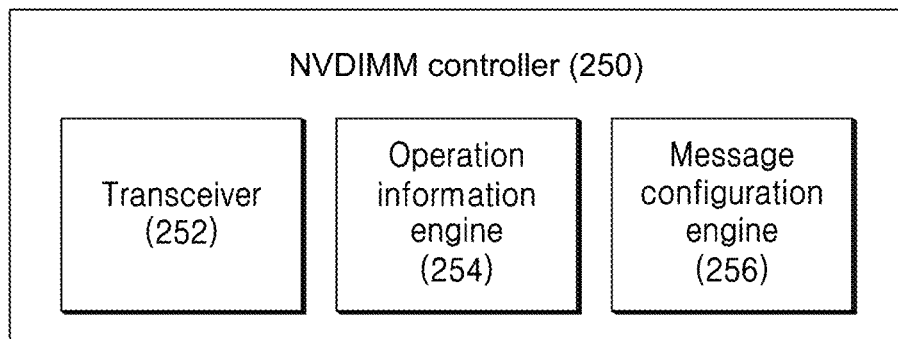 NVDIMM controller (250)
Transceiver
(252)
Operation
information
engine
(254)
Message
configuration
engine
(256)